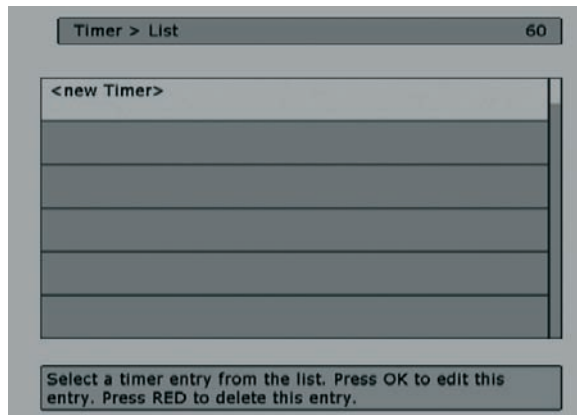 Timer > List 60
<new Timer>
Select a timer entry from the list. Press OK to edit this
entry. Press RED to delete this entry.